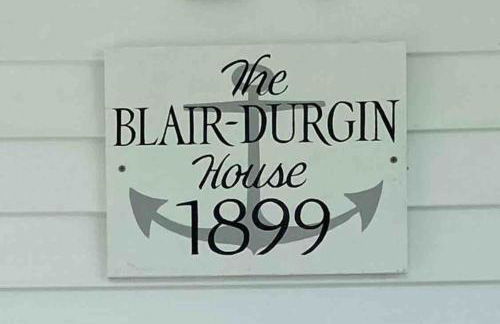 The
BLAIR-DURGIN
House
1899